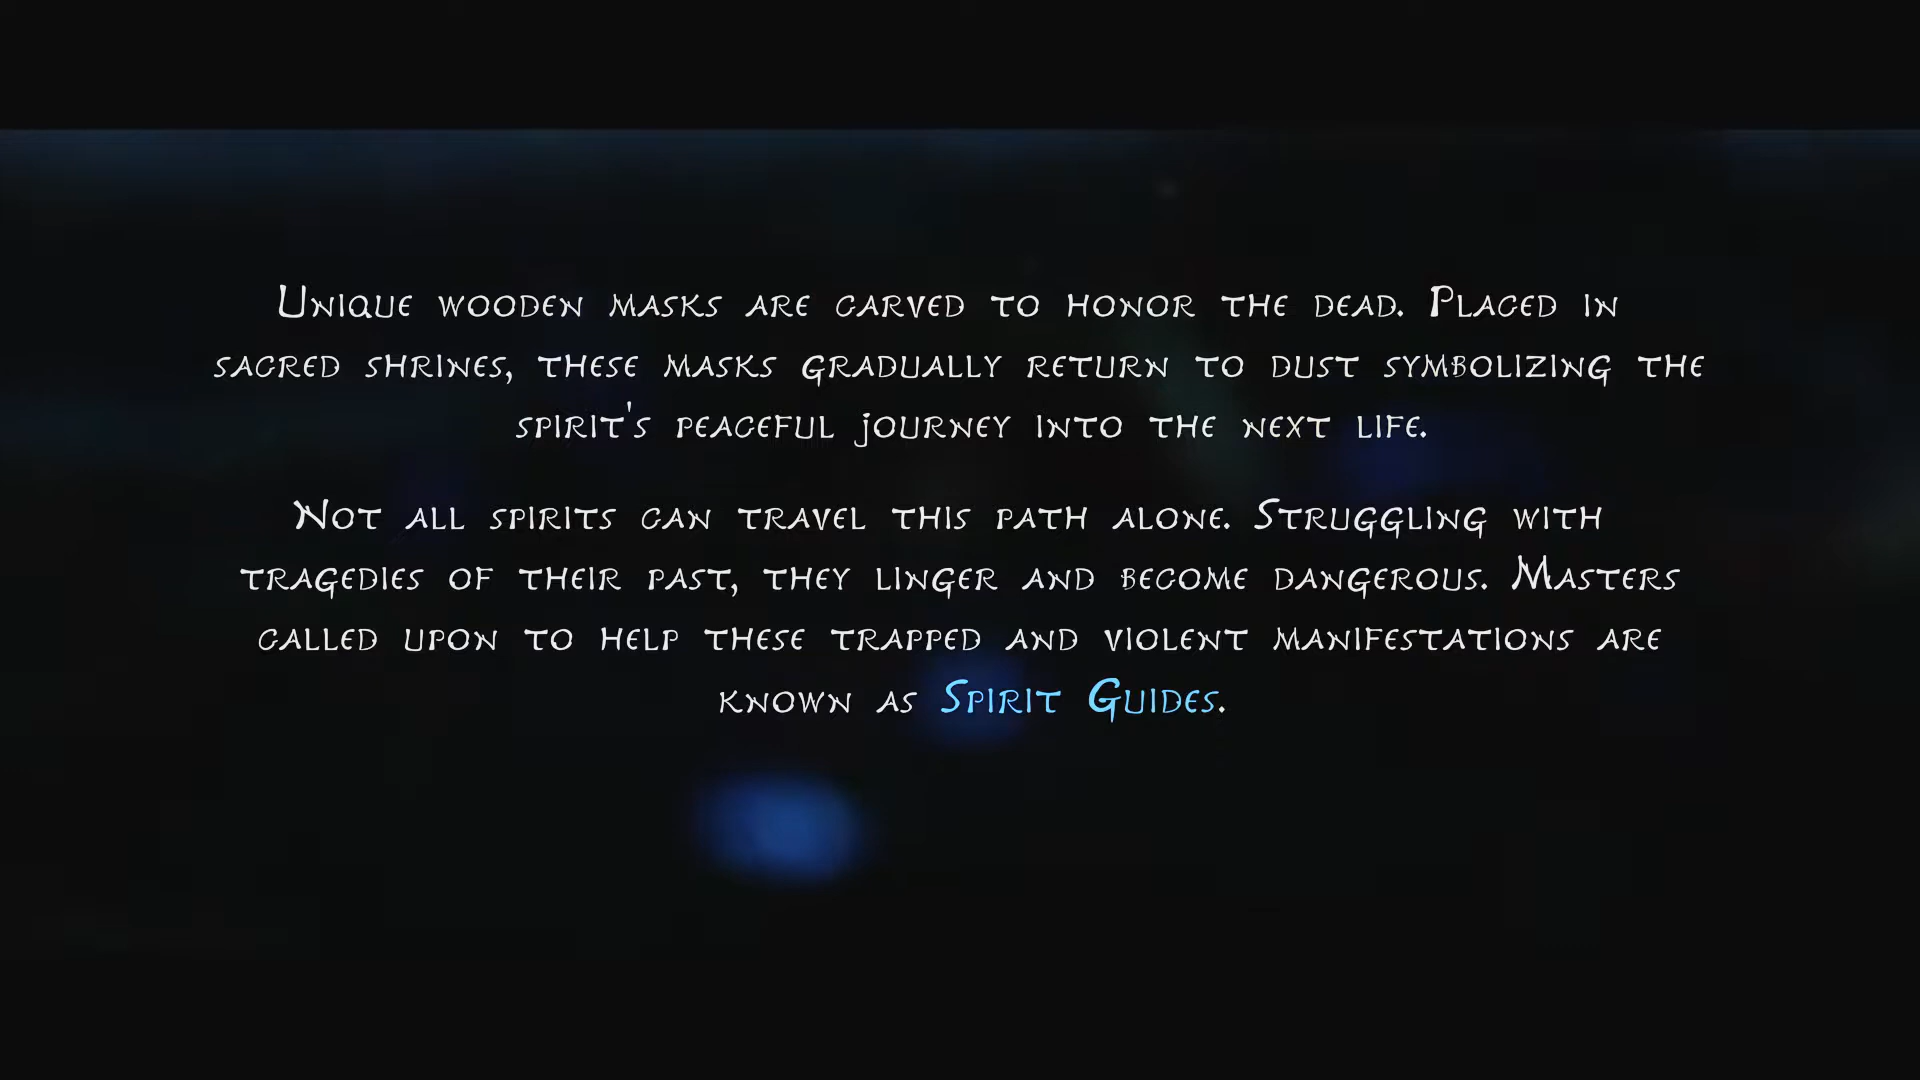 Unique wooden masks are carved to honor the dead. Placed in
sacred shrines, these masks gradually return to dust symbolizing the
spirit's peaceful journey into the next life.
Not all spirits can travel this path alone. Struggling with
tragedies of their past, they linger and become dangerous. Masters
called upon to help these trapped and violent manifestations are
known as Spirit Guides.